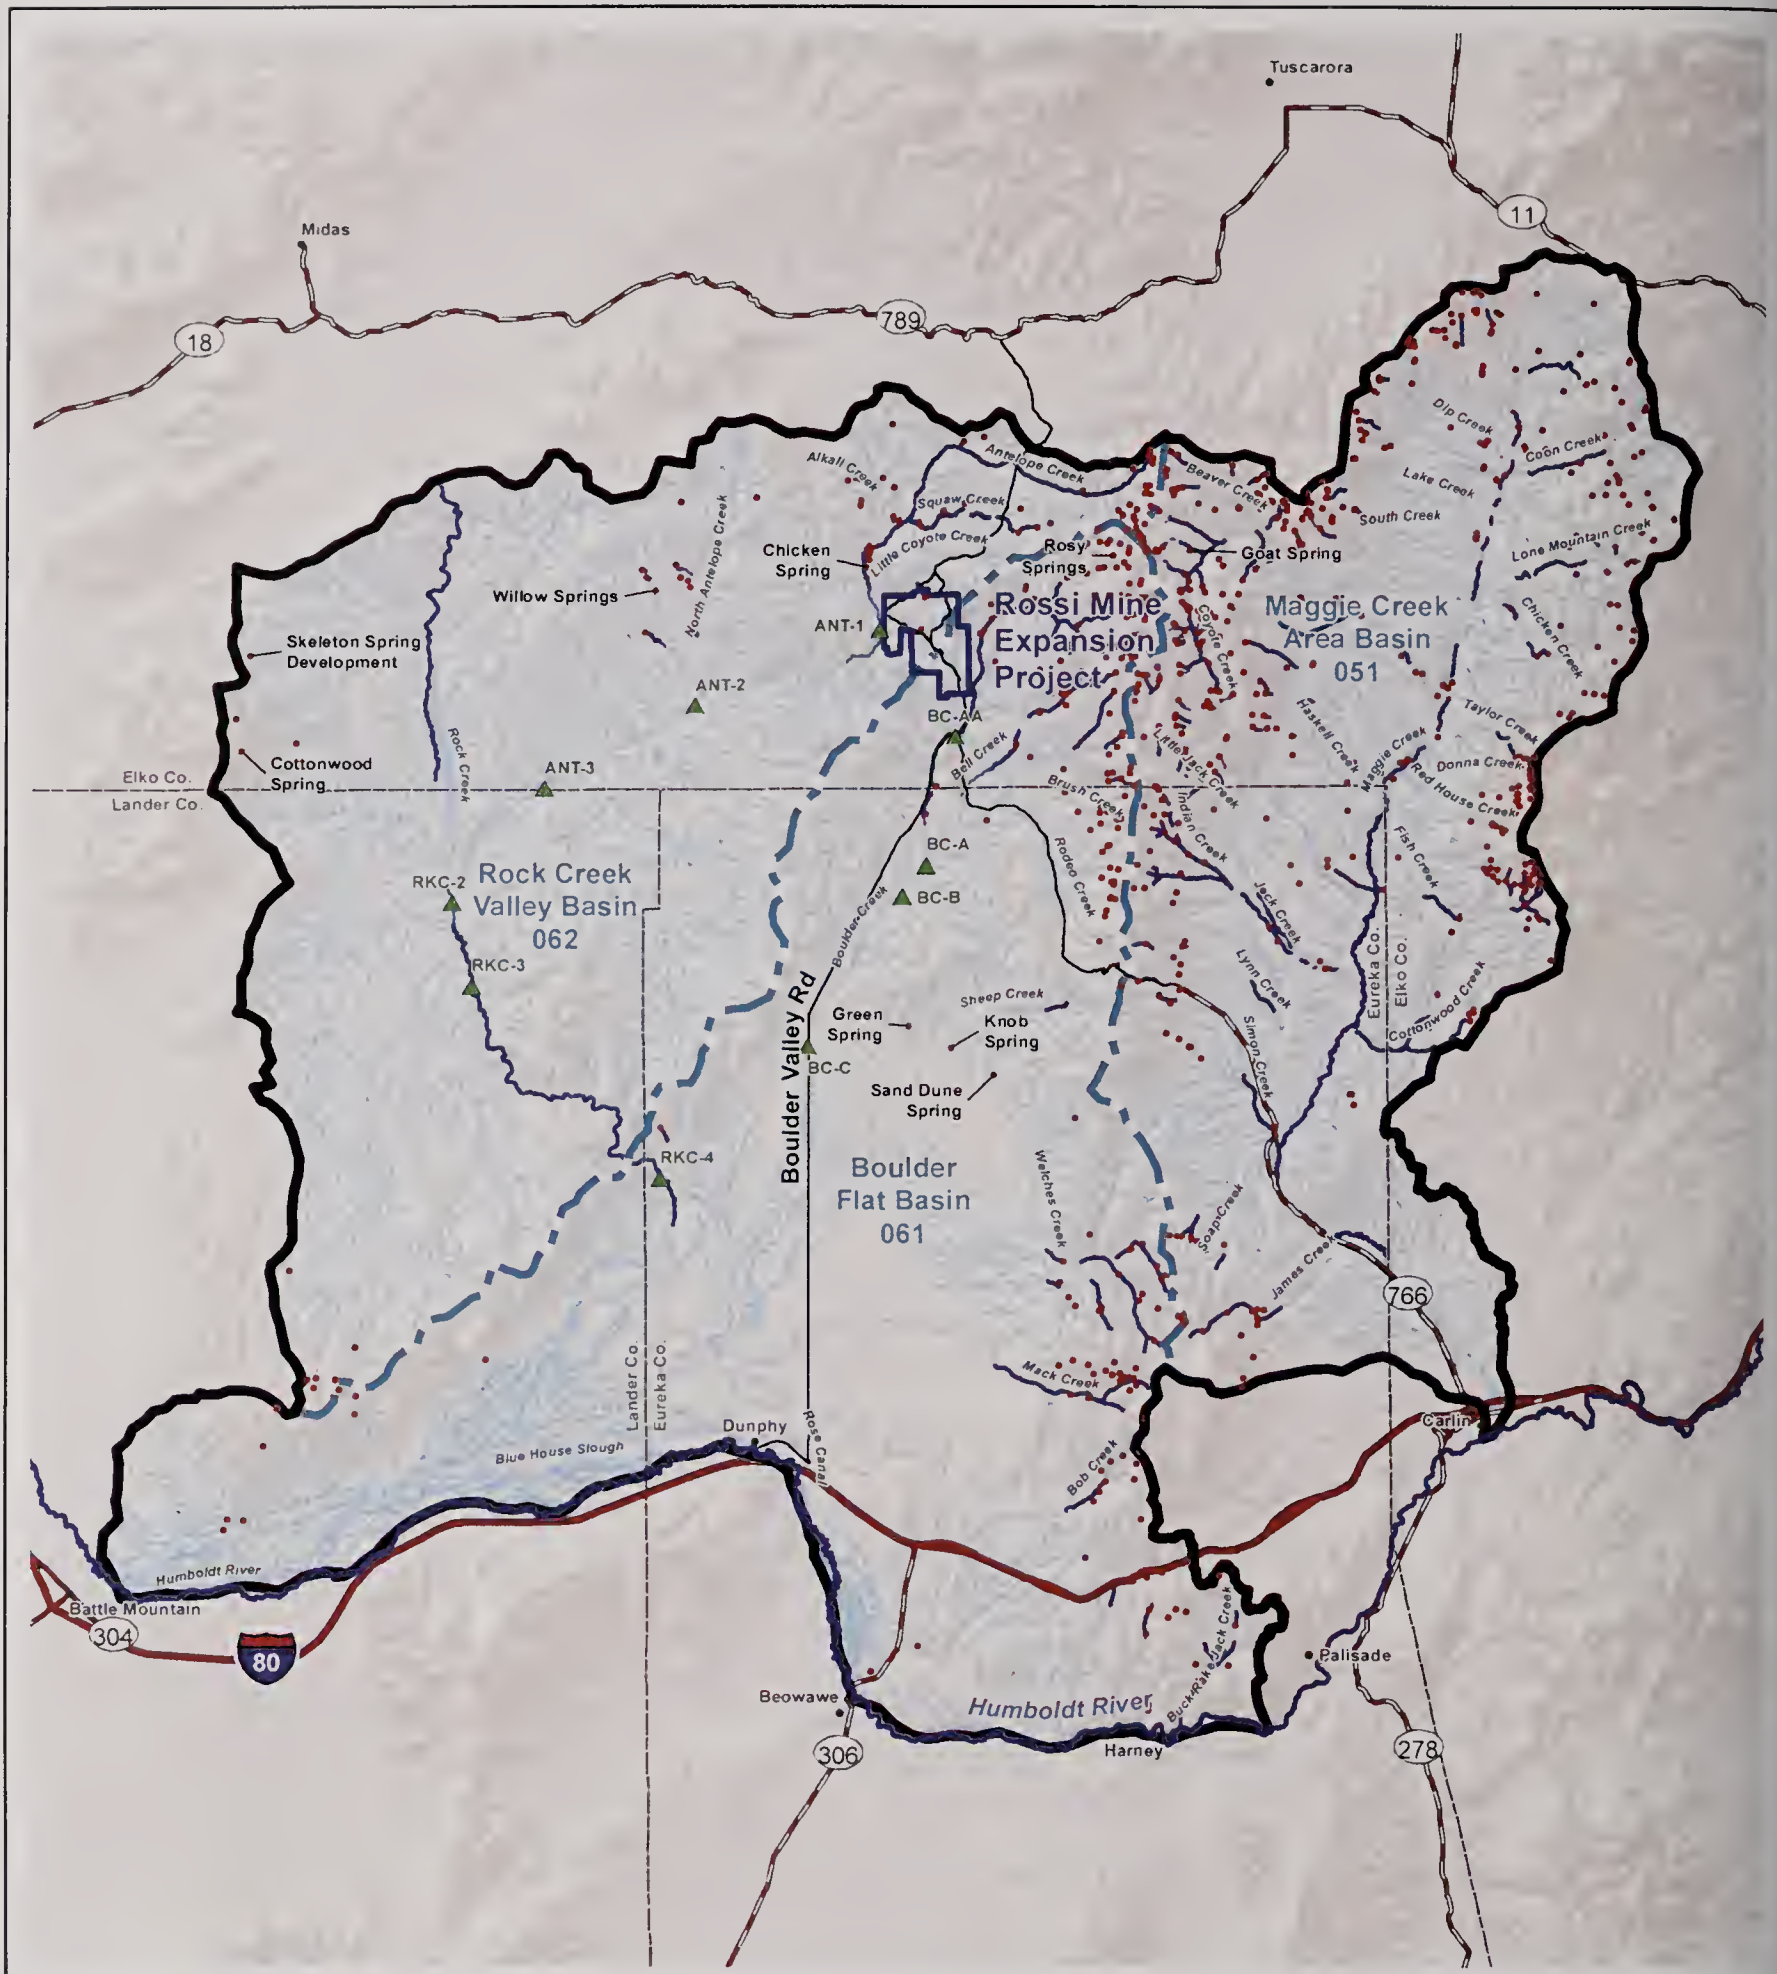 Tuscarora
11
Midas
789
18
Dip Creek
Coon Creek
Antelope Creek
Alkali Creek
Beaver Creek
Lake Creek
Squaw Creek
South Creek
North Antelope Creek
Little Coyote Creek
Lone Mountain Creek
Chicken
Spring
Rosy
Springs
Goat Spring
Willow Springs
Rossi Mine
Expansion
Project
Maggie Creek
Area Basin
051
Coyote Creek
Chicken Creek
ANT-1
Skeleton Spring
Development
ANT-2
BC-AA
Haskell Creek
Taylor Creek
Rock Creek
Bell Creek
Little Jack Creek
Maggie Creek
Donna Creek
Cottonwood
Spring
ANT-3
Red House Creek
Elko Co.
Lander Co.
Brush Creek
Indian Creek
BC-A
Rodeo Creek
Fish Creek
RKC-2
Rock Creek
Valley Basin
062
BC-B
Boulder Creek
Jack Creek
Eureka Co.
Elko Co.
RKC-3
Lynn Creek
Boulder Valley Rd
Sheep Creek
Green
Spring
Knob
Spring
Simon Creek
Cottonwood Creek
BC-C
Sand Dune
Spring
RKC-4
Boulder
Flat Basin
061
Welches Creek
Soap Creek
James Creek
766
Lander Co.
Eureka Co.
Mack Creek
Carlin
Dunphy
Rose Canal
Blue House Slough
Bob Creek
Humboldt River
Battle Mountain
304
80
Buck Rake Jack Creek
Palisade
Beowawe
Humboldt River
Harney
306
278